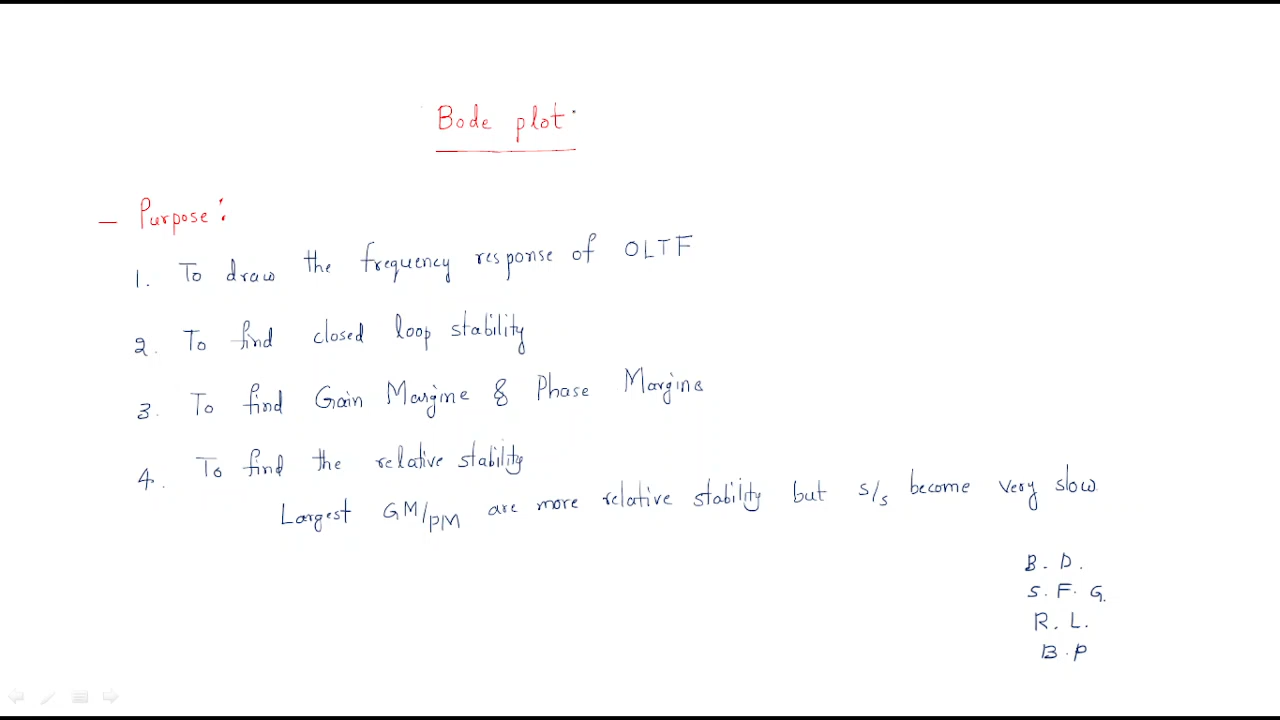 Bode plot
- Purpose:
1. To draw the frequency response of OLTF
2. To find closed loop stability
3. To find Gain Margine & Phase Margine
4. To find the relative stability
Largest GM/PM are more relative stability but s/s become very slow
B. D.
S. F. G.
R. L.
B.P